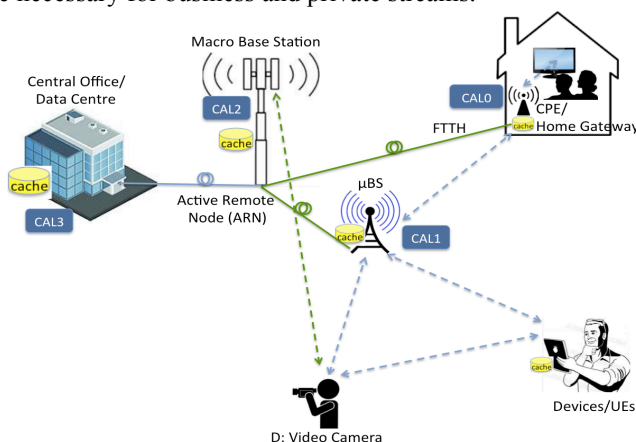 e necessary for business and private streams.
Macro Base Station
Central Office/
Data Centre
CAL2
cache
CAL0
CPE/
Home Gateway
cache
FTTH
cache
CAL3
Active Remote
Node (ARN)
μBS
cache
CAL1
cache
Devices/UEs
D: Video Camera